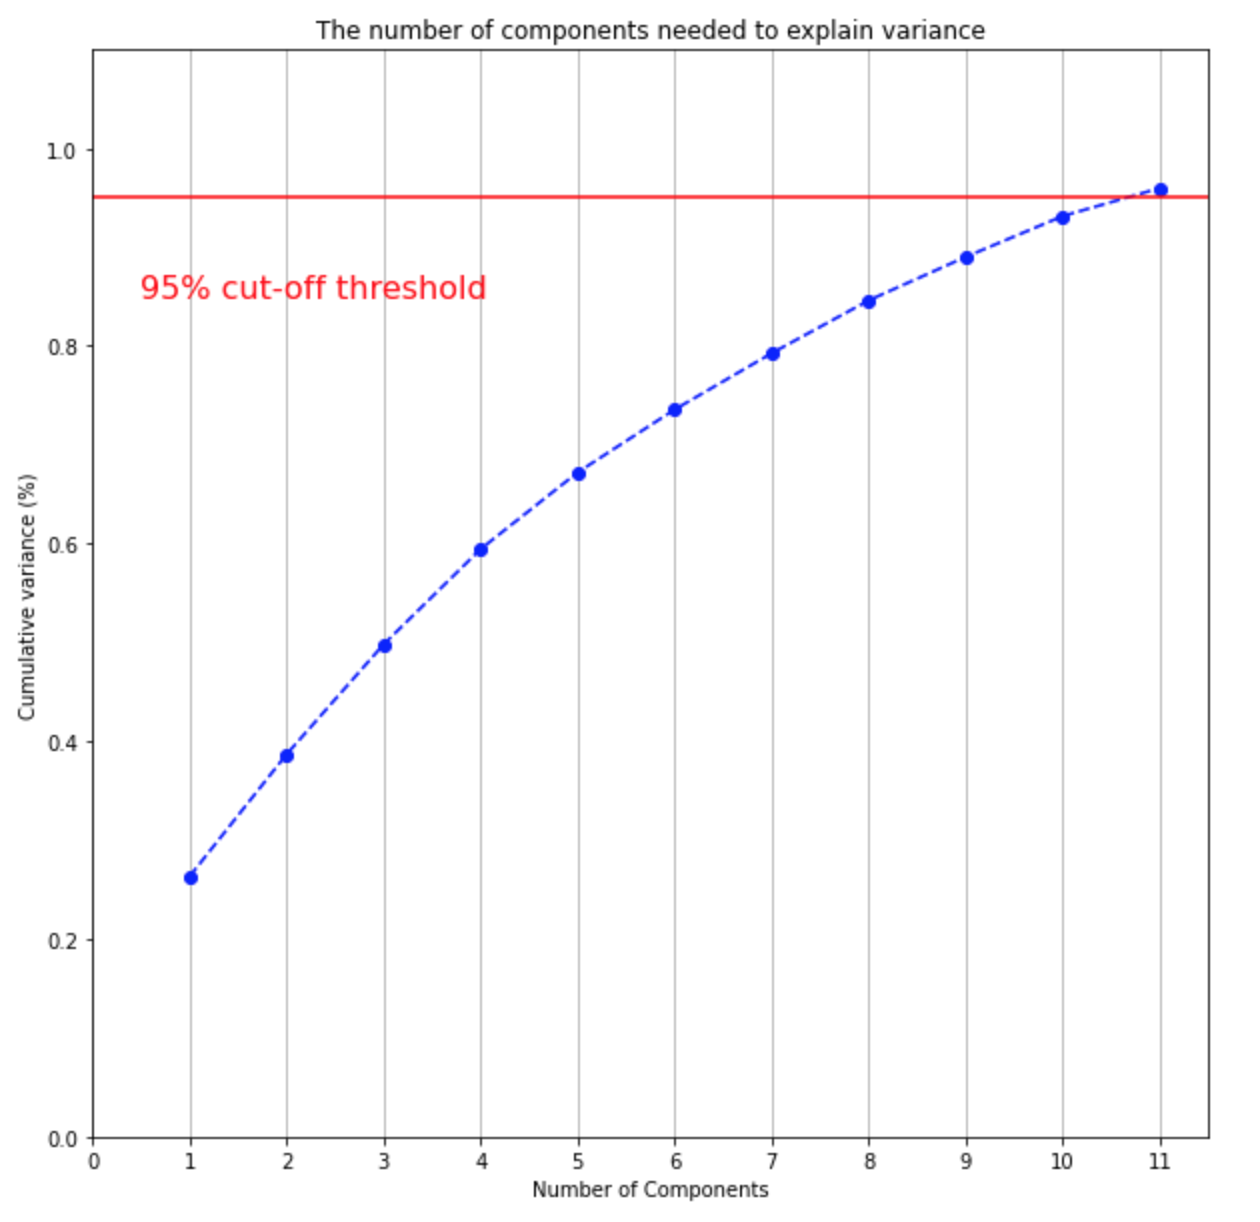 The number of components needed to explain variance
1.0
95% cut-off threshold
0.8
0.6
Cumulative variance (%)
0.4
0.2
0.0
0 1 2 3 4 5 6 7 8 9 10 11
Number of Components